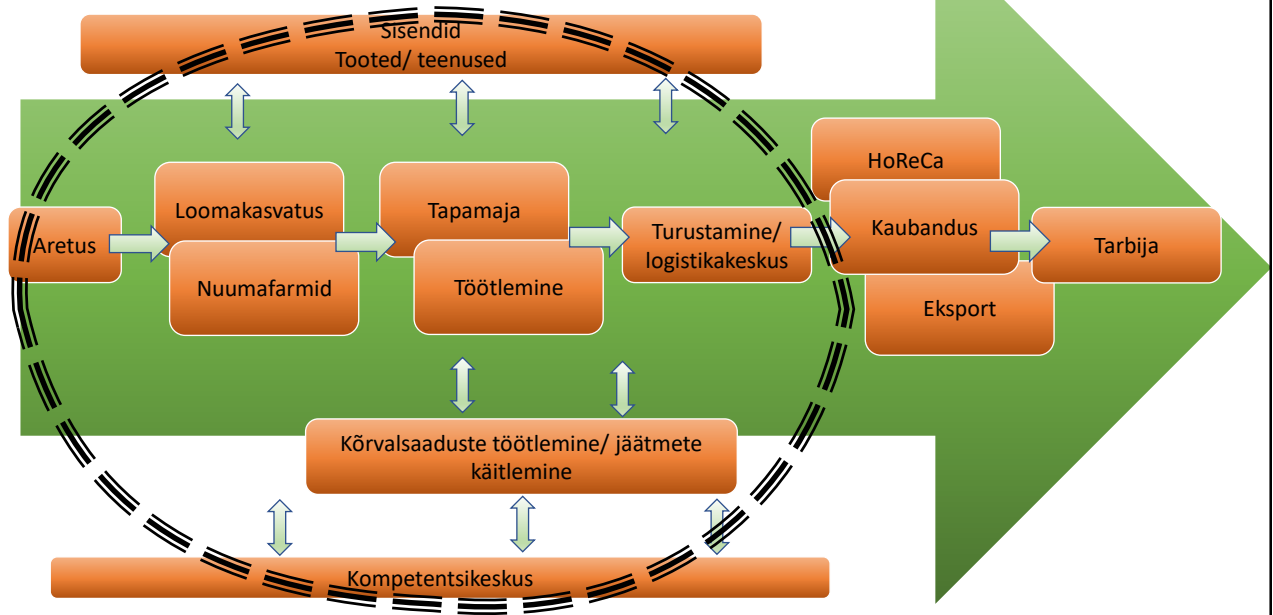 Sisendid
Tooted/ teenused
Aretus
Loomakasvatus
Nuumafarmid
Tapamaja
Töötlemine
Turustamine/
logistikakeskus
HoReCa
Kaubandus
Eksport
Tarbija
Kõrvalsaaduste töötlemine/ jäätmete
käitlemine
Kompetentsikeskus